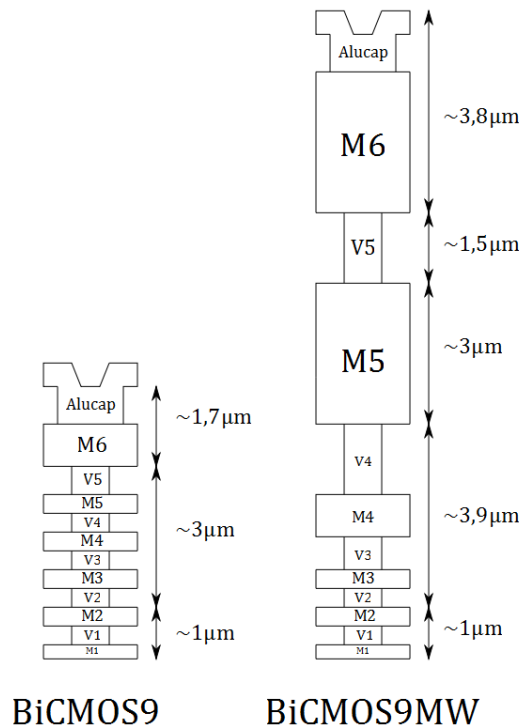 Alucap
M6
V5
M5
V4
M4
V3
M3
V2
M2
V1
M1
~1,7µm
~3µm
~1µm
BiCMOS9
Alucap
M6
V5
M5
V4
M4
V3
M3
V2
M2
V1
M1
~3,8µm
~1,5µm
~3µm
~3,9µm
~1µm
BiCMOS9MW